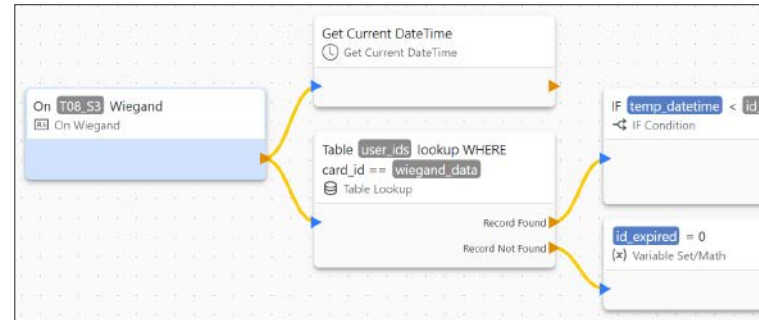 Get Current DateTime
Get Current DateTime
On T08_S3 Wiegand
On Wiegand
Table user_ids lookup WHERE
card_id == wiegand_data
Table Lookup
Record Found
Record Not Found
IF temp_datetime < id
IF Condition
id_expired = 0
(x) Variable Set/Math